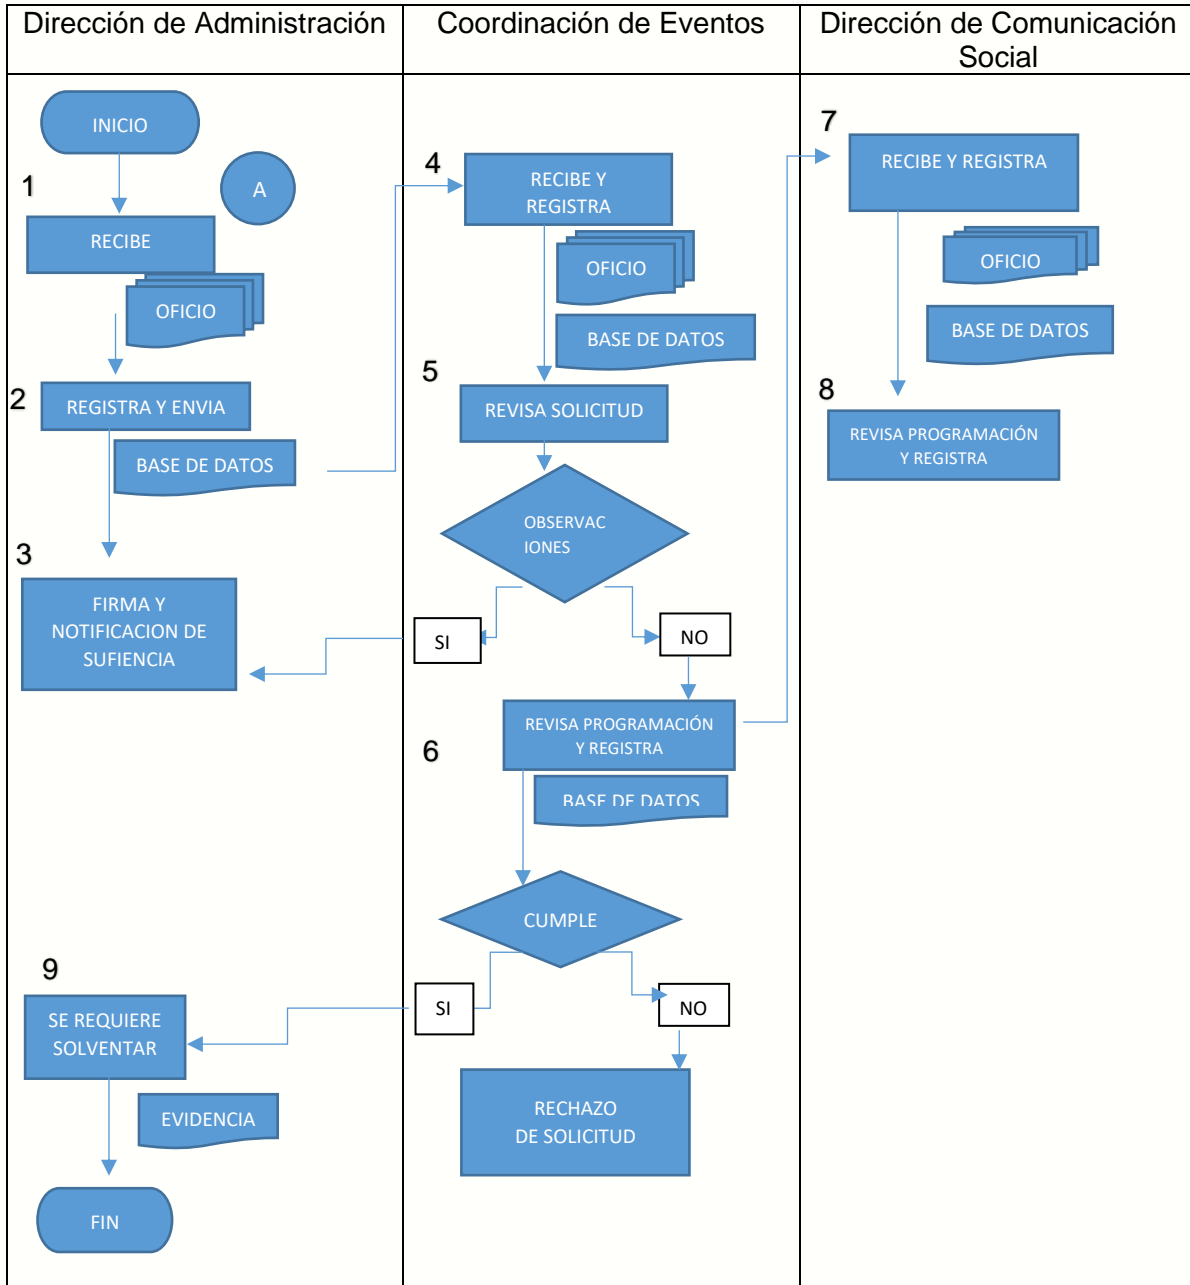 Dirección de Administración
Coordinación de Eventos
Dirección de Comunicación
Social
INICIO
A
1
RECIBE
OFICIO
2
REGISTRA Y ENVIA
BASE DE DATOS
3
FIRMA Y
NOTIFICACION DE
SUFIENCIA
9
SE REQUIERE
SOLVENTAR
EVIDENCIA
FIN
4
RECIBE Y
REGISTRA
OFICIO
BASE DE DATOS
5
REVISA SOLICITUD
OBSERVAC
IONES
SI
NO
REVISA PROGRAMACIÓN
Y REGISTRA
6
BASE DE DATOS
CUMPLE
SI
NO
RECHAZO
DE SOLICITUD
7
RECIBE Y REGISTRA
OFICIO
BASE DE DATOS
8
REVISA PROGRAMACIÓN
Y REGISTRA